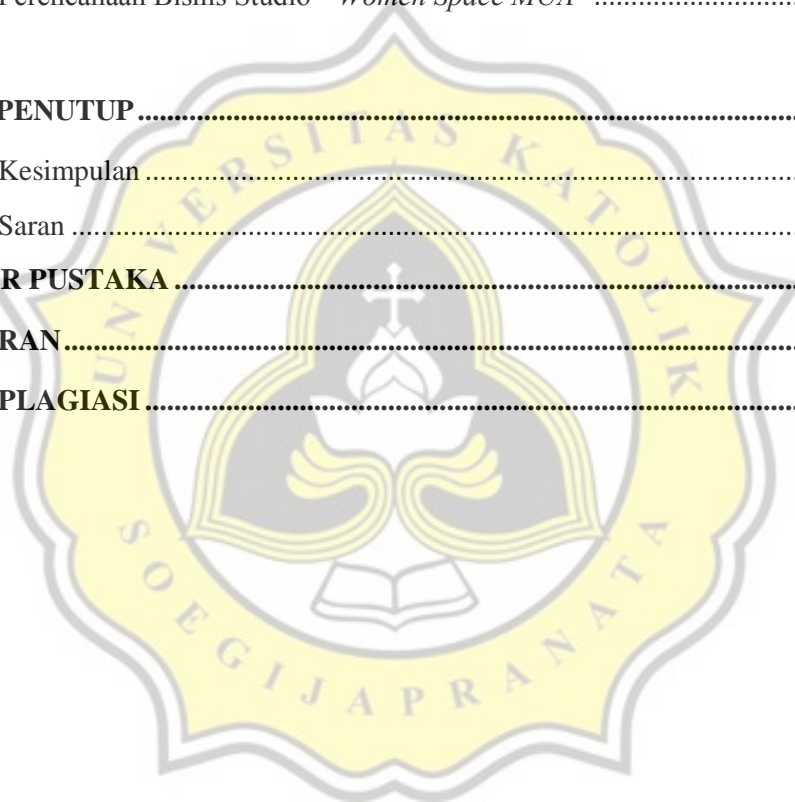 Perencanaan Bisnis Studio “Women Space MUA” ..............................
PENUTUP ..........................................................................................
Kesimpulan ..........................................................................................
Saran ..........................................................................................
R PUSTAKA ..........................................................................................
RAN ..........................................................................................
PLAGIASI ..........................................................................................
UNIVERSITAS KATOLIK
SOEGIJAPRANATA